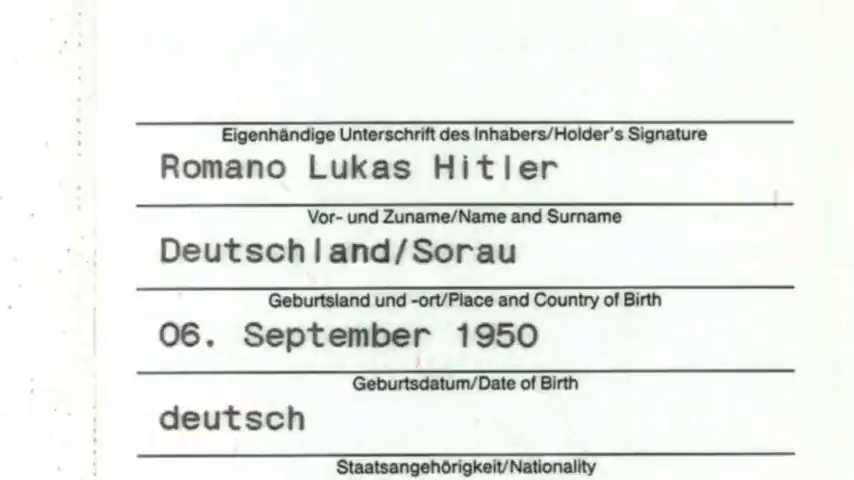 Eigenhändige Unterschrift des Inhabers/Holder's Signature
Romano Lukas Hitler
Vor- und Zuname/Name and Surname
Deutschland/Sorau
Geburtsland und -ort/Place and Country of Birth
06. September 1950
Geburtsdatum/Date of Birth
deutsch
Staatsangehörigkeit/Nationality